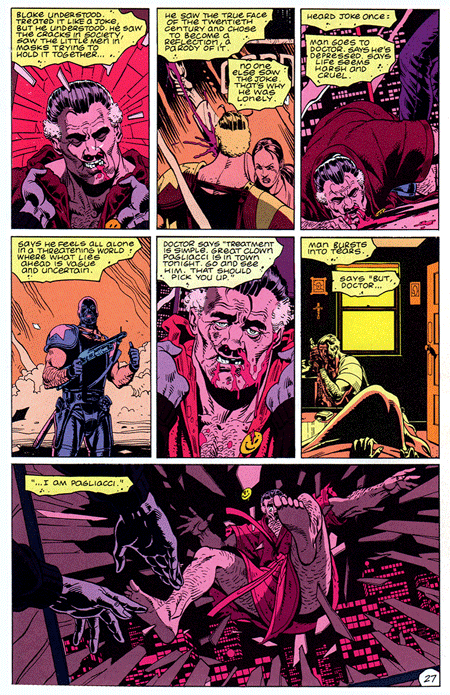 BLAKE UNDERSTOOD.
TREATED IT LIKE A JOKE,
BUT HE UNDERSTOOD. HE SAW
THE CRACKS IN SOCIETY,
SAW THE LITTLE MEN IN
MASKS TRYING TO
HOLD IT TOGETHER...
HE SAW THE TRUE FACE
OF THE TWENTIETH
CENTURY AND CHOSE
TO BECOME A
REFLECTION, A
PARODY OF IT.
NO ONE
ELSE SAW
THE JOKE.
THAT'S WHY
HE WAS
LONELY.
HEARD JOKE ONCE:
MAN GOES TO
DOCTOR. SAYS HE'S
DEPRESSED. SAYS
LIFE SEEMS
HARSH AND
CRUEL.
SAYS HE FEELS ALL ALONE
IN A THREATENING WORLD
WHERE WHAT LIES
AHEAD IS VAGUE
AND UNCERTAIN.
DOCTOR SAYS "TREATMENT
IS SIMPLE. GREAT CLOWN
PAGLIACCI IS IN TOWN
TONIGHT. GO AND SEE
HIM. THAT SHOULD
PICK YOU UP."
MAN BURSTS
INTO TEARS.
SAYS "BUT,
DOCTOR...
"...I AM PAGLIACCI."
27